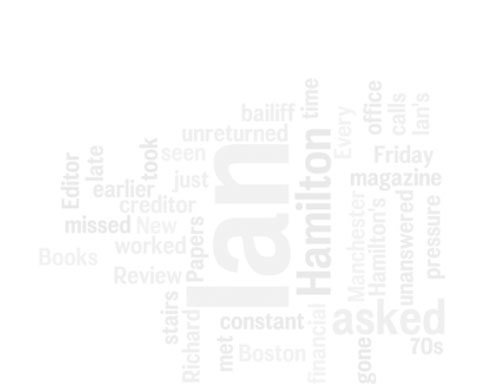 bailiff
time
Every
office
calls
Ian's
unreturned
Editor
late
took
seen
Friday
earlier
just
Ian
Hamilton
magazine
creditor
missed
New
Papers
Manchester
Hamilton's
unanswered
pressure
worked
Books
Review
stairs
Richard
constant
financial
asked
met
Boston
gone
70s